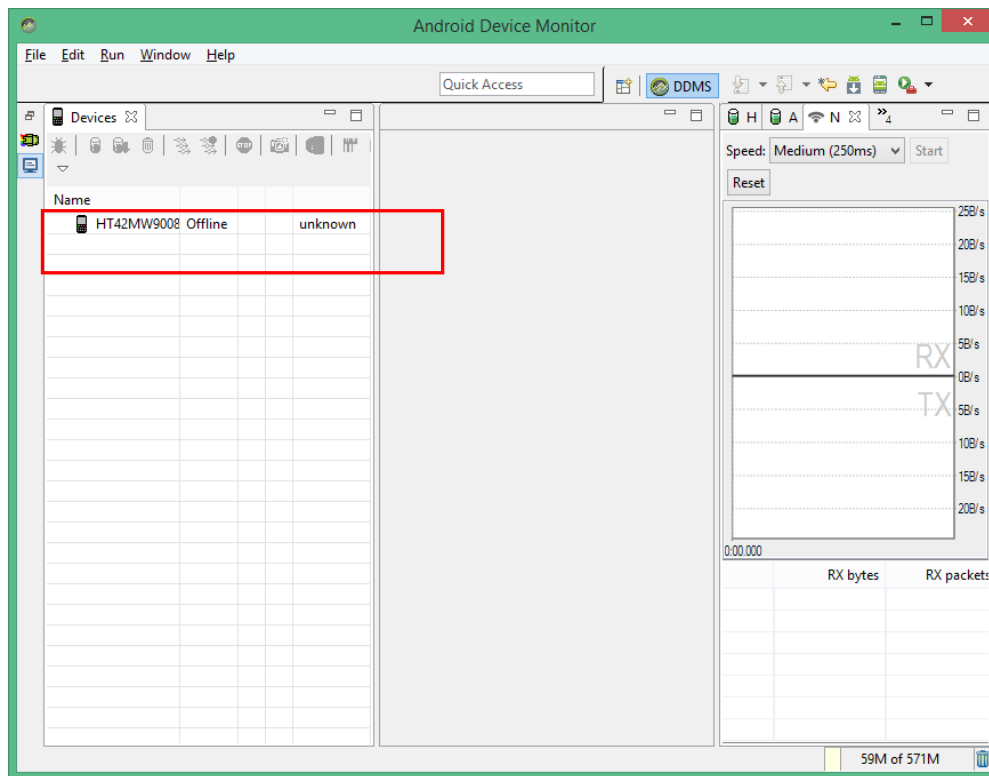 Android Device Monitor
File Edit Run Window Help
Quick Access
DDMS
Devices
H A N »4
Speed: Medium (250ms) Start
Reset
Name
HT42MW9008 Offline unknown
25B/s
20B/s
15B/s
10B/s
5B/s
RX
0B/s
TX
5B/s
10B/s
15B/s
20B/s
0:00.000
RX bytes RX packets
59M of 571M